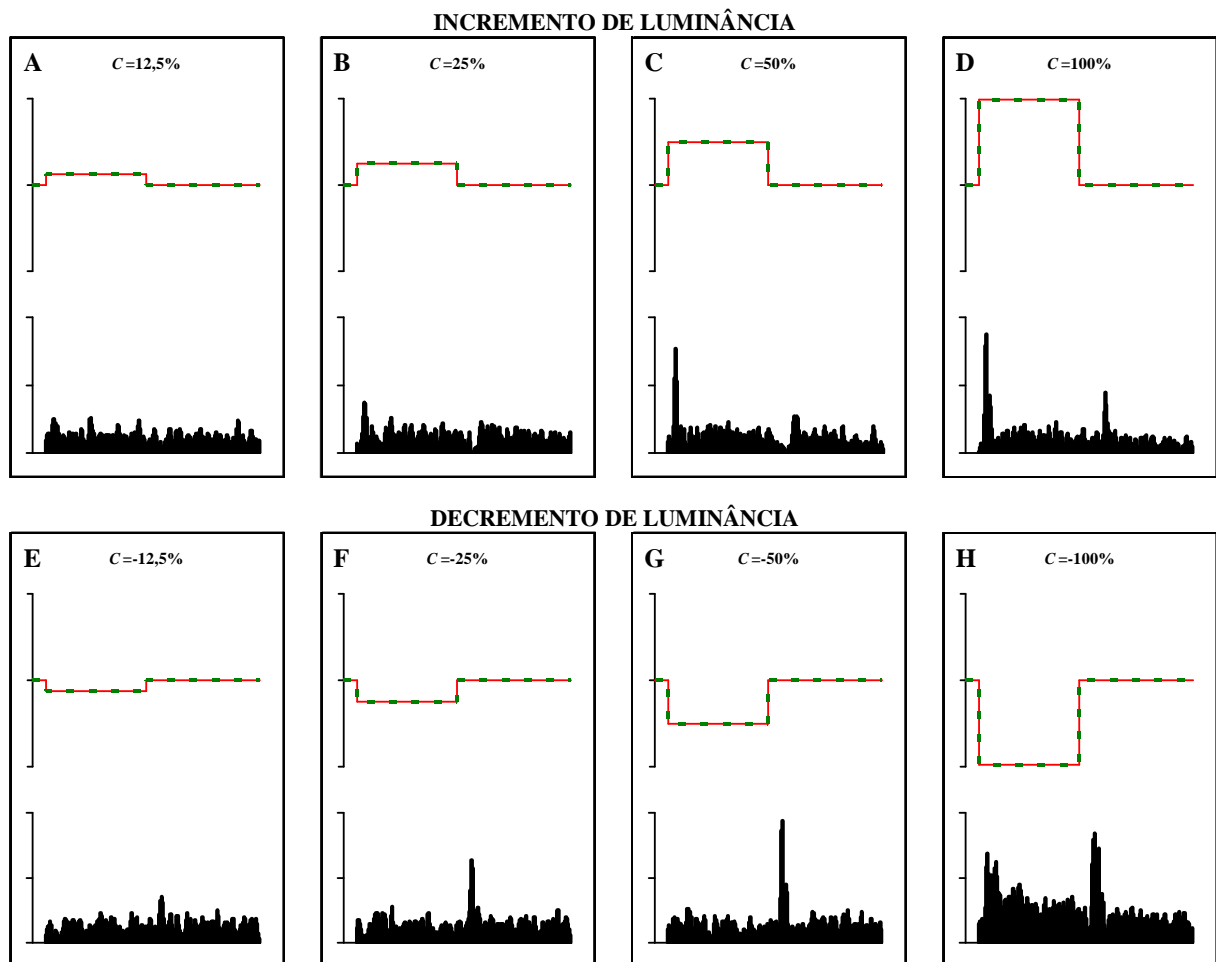 INCREMENTO DE LUMINÂNCIA
A C=12,5%
B C=25%
C C=50%
D C=100%
DECREMENTO DE LUMINÂNCIA
E C=-12,5%
F C=-25%
G C=-50%
H C=-100%